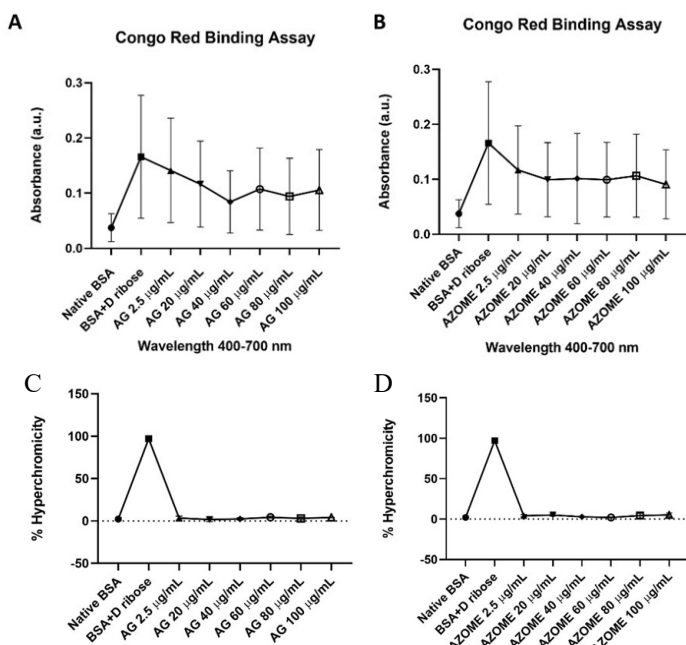 A
Congo Red Binding Assay
Absorbance (a.u.)
0.3
0.2
0.1
0.0
Native BSA
BSA+D ribose
AG 2.5 µg/mL
AG 20 µg/mL
AG 40 µg/mL
AG 60 µg/mL
AG 80 µg/mL
AG 100 µg/mL
Wavelength 400-700 nm
B
Congo Red Binding Assay
Absorbance (a.u.)
0.3
0.2
0.1
0.0
Native BSA
BSA+D ribose
AZOME 2.5 µg/mL
AZOME 20 µg/mL
AZOME 40 µg/mL
AZOME 60 µg/mL
AZOME 80 µg/mL
AZOME 100 µg/mL
Wavelength 400-700 nm
C
% Hyperchromicity
150
100
50
0
-50
Native BSA
BSA+D ribose
AG 2.5 µg/mL
AG 20 µg/mL
AG 40 µg/mL
AG 60 µg/mL
AG 80 µg/mL
AG 100 µg/mL
D
% Hyperchromicity
150
100
50
0
-50
Native BSA
BSA+D ribose
AZOME 2.5 µg/mL
AZOME 20 µg/mL
AZOME 40 µg/mL
AZOME 60 µg/mL
AZOME 80 µg/mL
AZOME 100 µg/mL